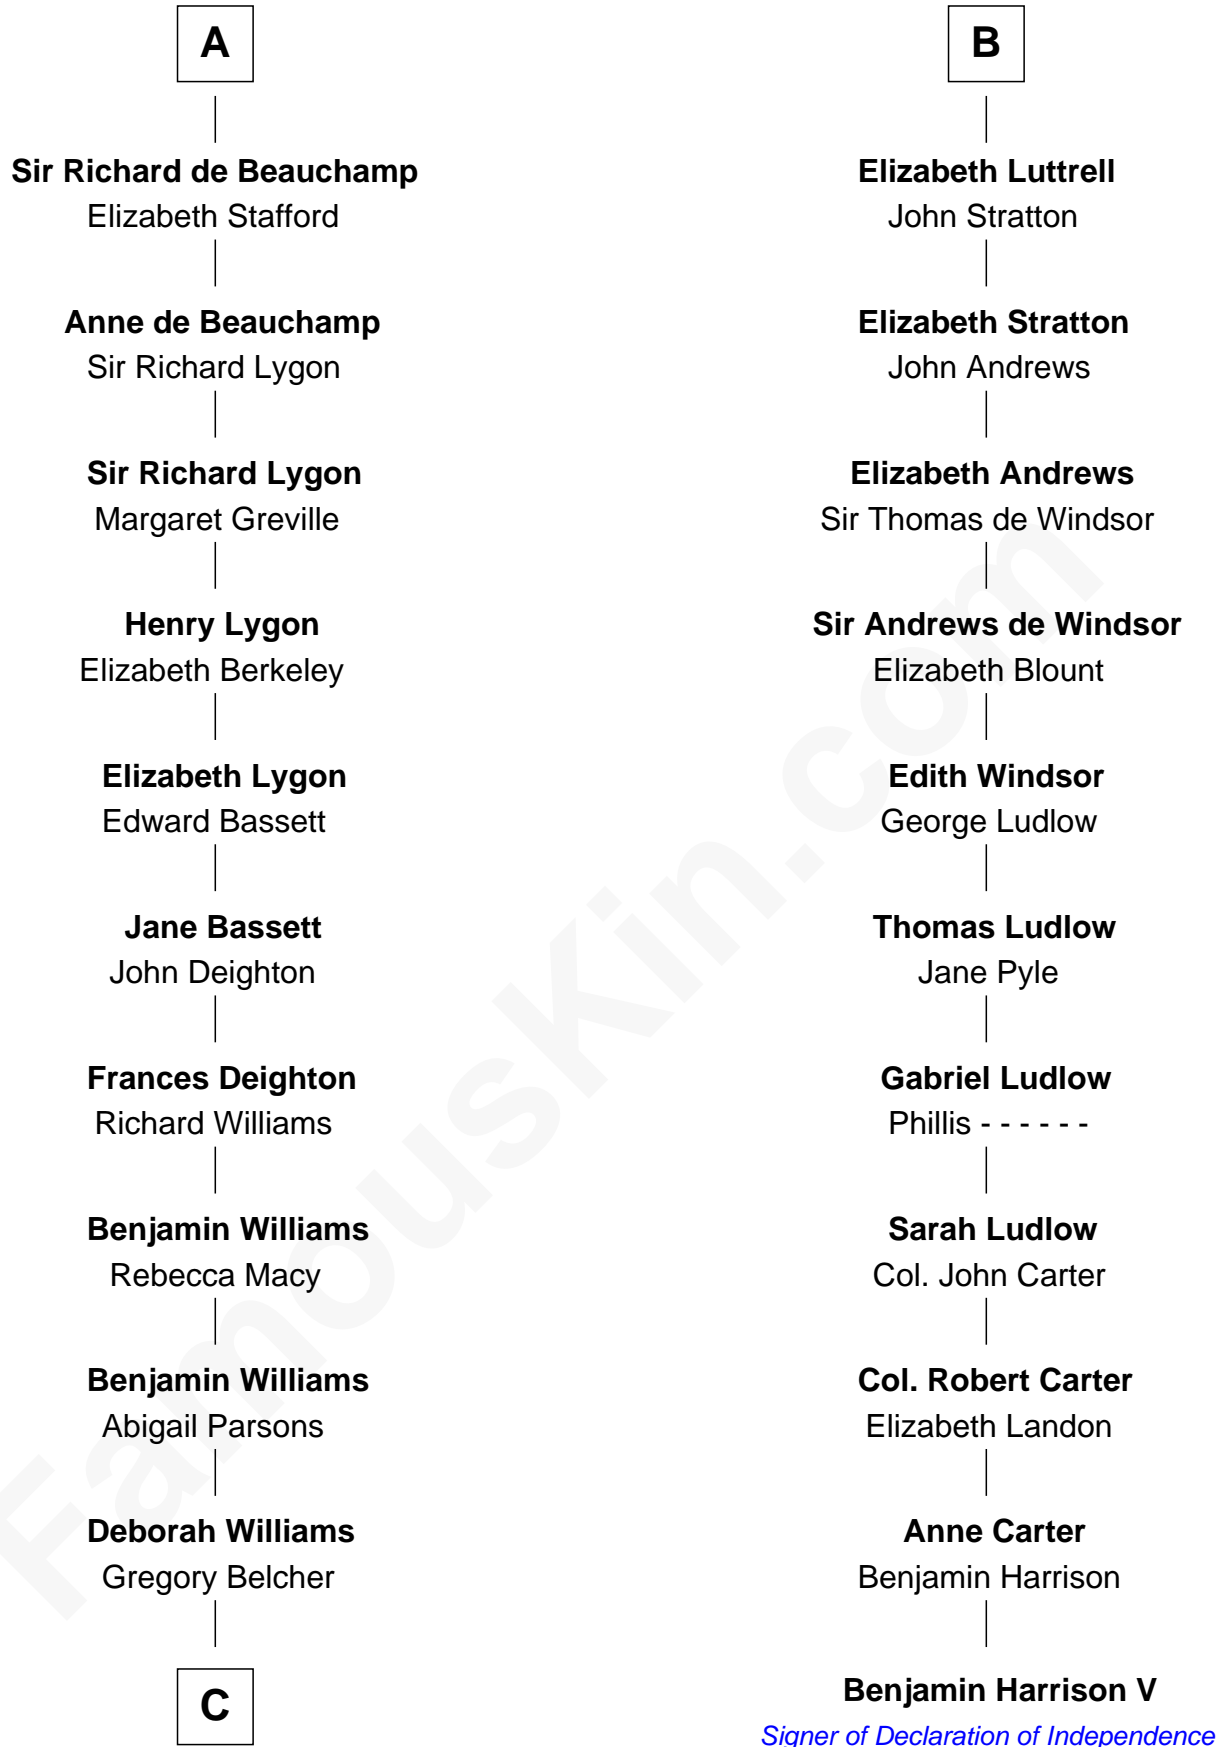 A
Sir Richard de Beauchamp
Elizabeth Stafford
Anne de Beauchamp
Sir Richard Lygon
Sir Richard Lygon
Margaret Greville
Henry Lygon
Elizabeth Berkeley
Elizabeth Lygon
Edward Bassett
Jane Bassett
John Deighton
Frances Deighton
Richard Williams
Benjamin Williams
Rebecca Macy
Benjamin Williams
Abigail Parsons
Deborah Williams
Gregory Belcher
C
B
Elizabeth Luttrell
John Stratton
Elizabeth Stratton
John Andrews
Elizabeth Andrews
Sir Thomas de Windsor
Sir Andrews de Windsor
Elizabeth Blount
Edith Windsor
George Ludlow
Thomas Ludlow
Jane Pyle
Gabriel Ludlow
Phillis - - - - - -
Sarah Ludlow
Col. John Carter
Col. Robert Carter
Elizabeth Landon
Anne Carter
Benjamin Harrison
Benjamin Harrison V
Signer of Declaration of Independence
FamousKin.com